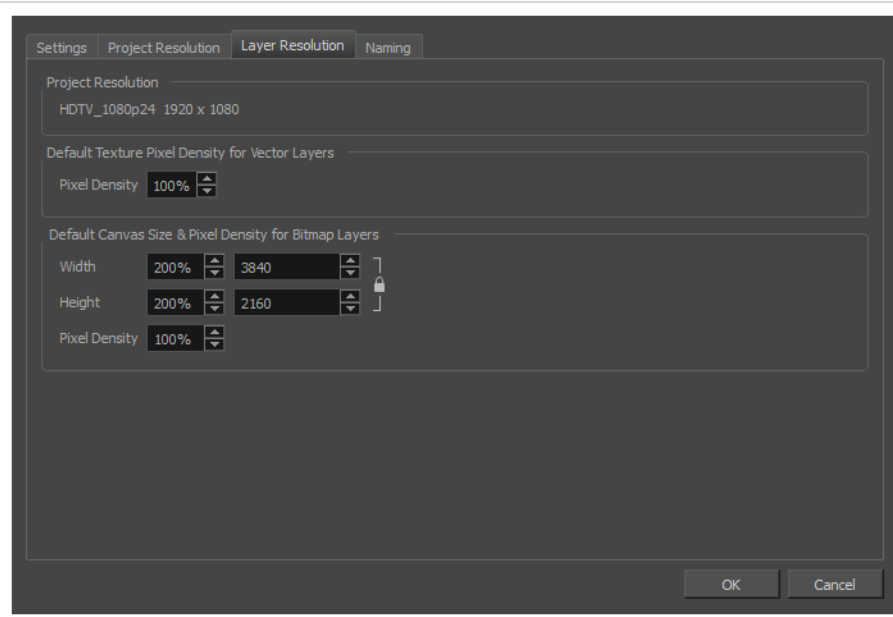 Settings Project Resolution Layer Resolution Naming
Project Resolution
HDTV_1080p24 1920 x 1080
Default Texture Pixel Density for Vector Layers
Pixel Density 100%
Default Canvas Size & Pixel Density for Bitmap Layers
Width 200% 3840
Height 200% 2160
Pixel Density 100%
OK Cancel